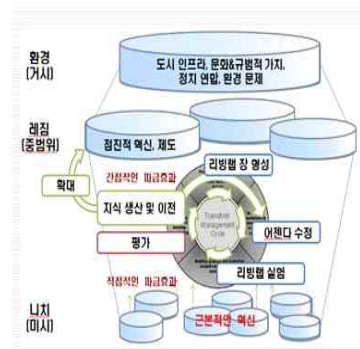 환경
(거시)
도시 인프라, 문화&규범적 가치,
정치 연합, 환경 문제
레짐
(중범위)
점진적 혁신, 제도
리빙랩 장 형성
확대
간접적인 파급효과
지식 생산 및 이전
Transition
Management
Cycle
어젠다 수정
평가
리빙랩 실험
직접적인 파급효과
니치
(미시)
근본적인 혁신